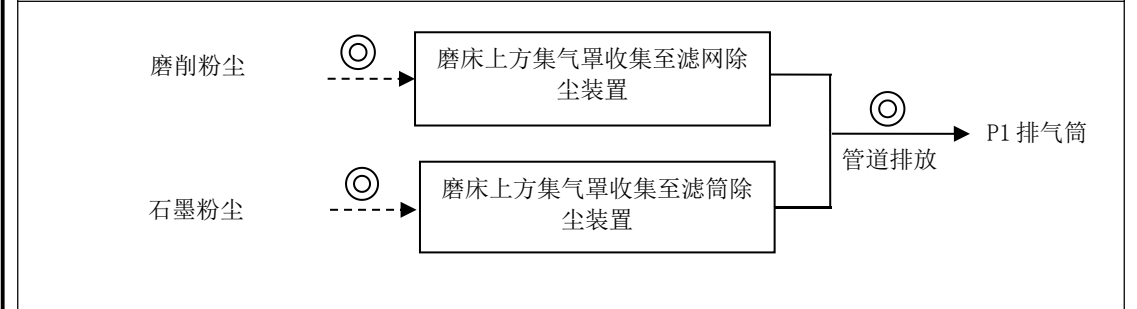 磨削粉尘
磨床上方集气罩收集至滤网除
尘装置
P1 排气筒
管道排放
石墨粉尘
磨床上方集气罩收集至滤筒除
尘装置